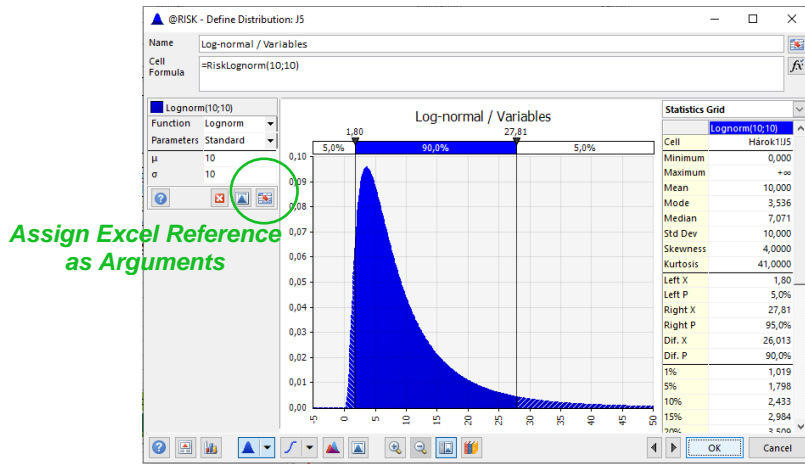 @RISK - Define Distribution: J5
Name
Log-normal / Variables
Cell Formula
=RiskLognorm(10;10)
fx
Lognorm(10;10)
Function Lognorm
Parameters Standard
μ 10
σ 10
Assign Excel Reference
as Arguments
Log-normal / Variables
1,80 27,81
5,0% 90,0% 5,0%
0,10
0,09
0,08
0,07
0,06
0,05
0,04
0,03
0,02
0,01
0,00
-5 0 5 10 15 20 25 30 35 40 45 50
Statistics Grid
Lognorm(10;10)
Cell Hárok1!J5
Minimum 0,000
Maximum +∞
Mean 10,000
Mode 3,536
Median 7,071
Std Dev 10,000
Skewness 4,0000
Kurtosis 41,0000
Left X 1,80
Left P 5,0%
Right X 27,81
Right P 95,0%
Dif. X 26,013
Dif. P 90,0%
1% 1,019
5% 1,798
10% 2,433
15% 2,984
20% 3,509
OK Cancel